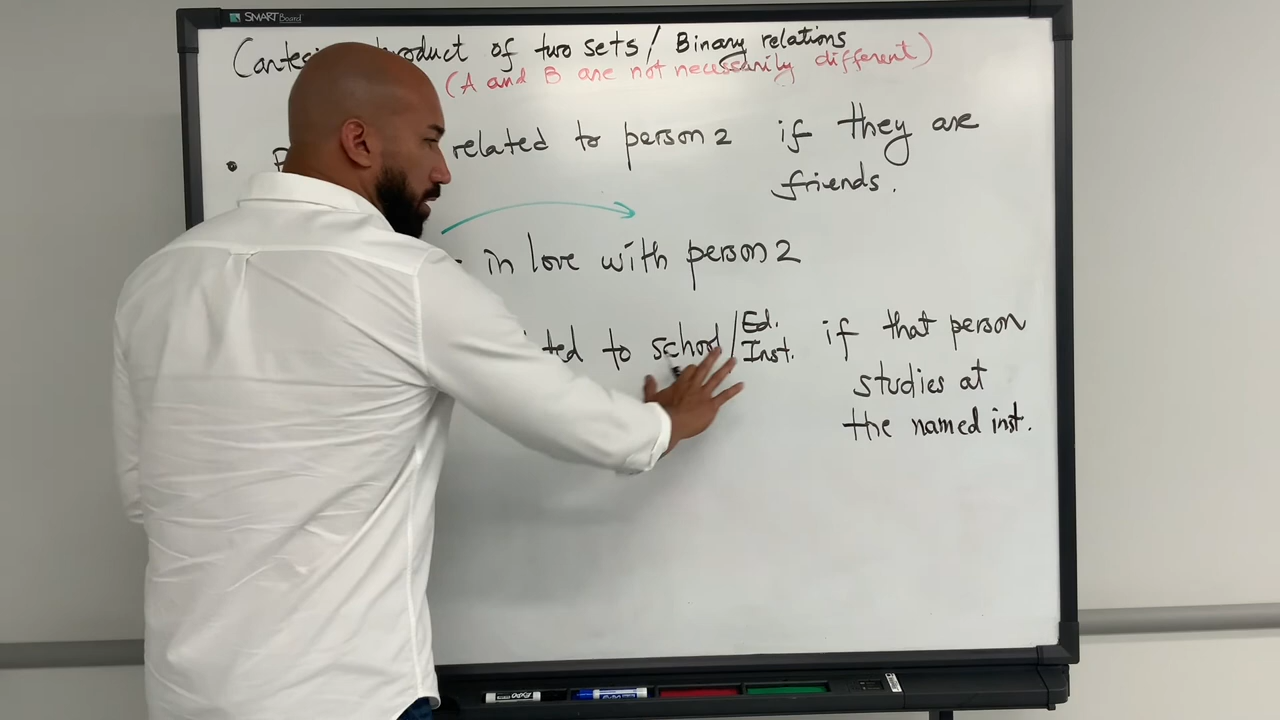 SMART Board
product of two sets / Binary relations
(A and B are not necessarily different)
related to person 2 if they are
friends.
in love with person 2
to school / Ed. Inst. if that person
studies at
the named inst.
EXPO